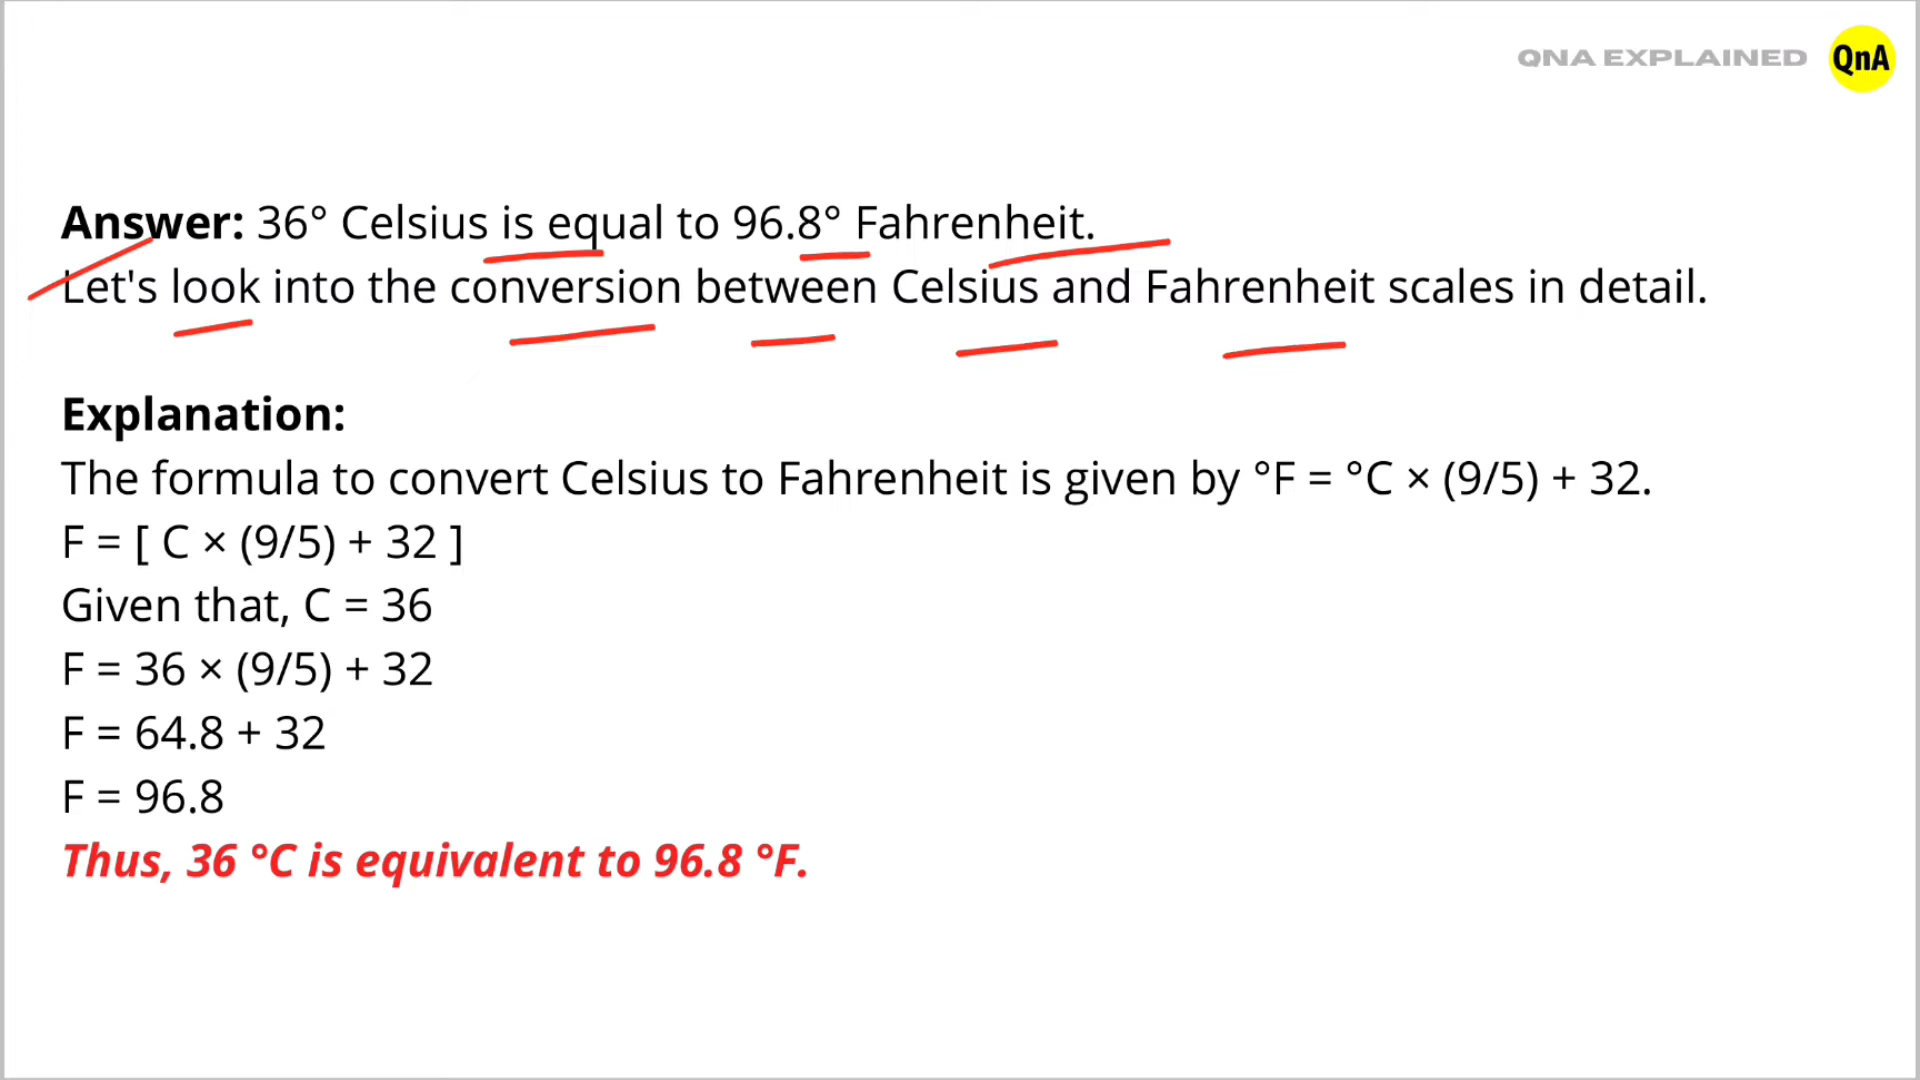 QNA EXPLAINED QnA
Answer: 36° Celsius is equal to 96.8° Fahrenheit.
Let's look into the conversion between Celsius and Fahrenheit scales in detail.
Explanation:
The formula to convert Celsius to Fahrenheit is given by °F = °C × (9/5) + 32.
F = [ C × (9/5) + 32 ]
Given that, C = 36
F = 36 × (9/5) + 32
F = 64.8 + 32
F = 96.8
Thus, 36 °C is equivalent to 96.8 °F.